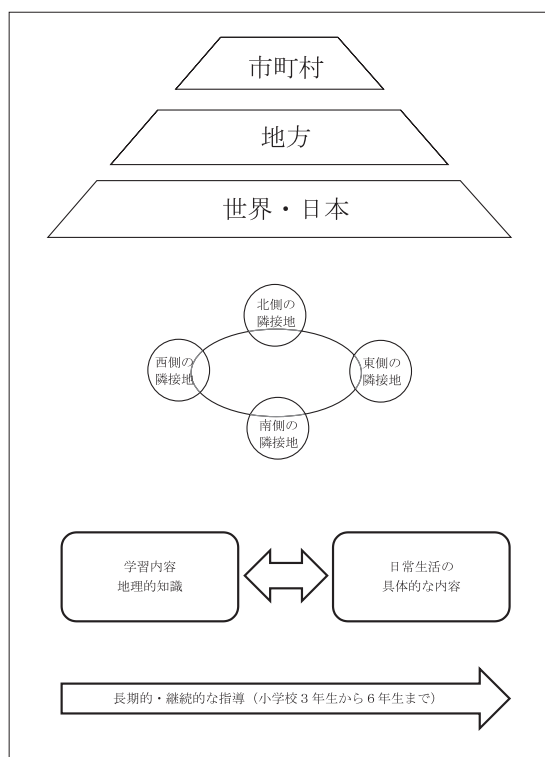 市町村
地方
世界・日本
北側の
隣接地
西側の
隣接地
東側の
隣接地
南側の
隣接地
学習内容
地理的知識
日常生活の
具体的な内容
長期的・継続的な指導（小学校３年生から６年生まで）